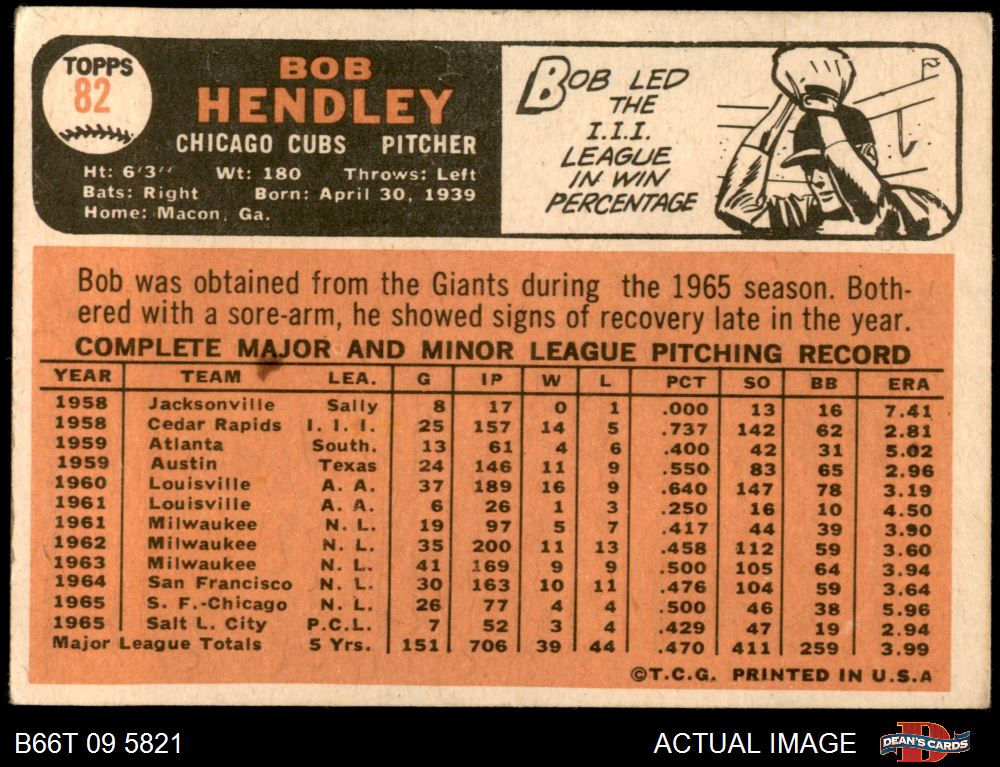 TOPPS
82
BOB
HENDLEY
CHICAGO CUBS PITCHER
Ht: 6'3" Wt: 180 Throws: Left
Bats: Right Born: April 30, 1939
Home: Macon, Ga.
BOB LED
THE
I.I.I.
LEAGUE
IN WIN
PERCENTAGE
Bob was obtained from the Giants during the 1965 season. Both-
ered with a sore-arm, he showed signs of recovery late in the year.
COMPLETE MAJOR AND MINOR LEAGUE PITCHING RECORD
YEAR TEAM LEA. G IP W L PCT SO BB ERA
1958 Jacksonville Sally 8 17 0 1 .000 13 16 7.41
1958 Cedar Rapids I. I. I. 25 157 14 5 .737 142 62 2.81
1959 Atlanta South. 13 61 4 6 .400 42 31 5.02
1959 Austin Texas 24 146 11 9 .550 83 65 2.96
1960 Louisville A. A. 37 189 16 9 .640 147 78 3.19
1961 Louisville A. A. 6 26 1 3 .250 16 10 4.50
1961 Milwaukee N. L. 19 97 5 7 .417 44 39 3.90
1962 Milwaukee N. L. 35 200 11 13 .458 112 59 3.60
1963 Milwaukee N. L. 41 169 9 9 .500 105 64 3.94
1964 San Francisco N. L. 30 163 10 11 .476 104 59 3.64
1965 S. F.-Chicago N. L. 26 77 4 4 .500 46 38 5.96
1965 Salt L. City P.C.L. 7 52 3 4 .429 47 19 2.94
Major League Totals 5 Yrs. 151 706 39 44 .470 411 259 3.99
©T.C.G. PRINTED IN U.S.A
B66T 09 5821 ACTUAL IMAGE DEAN'S CARDS